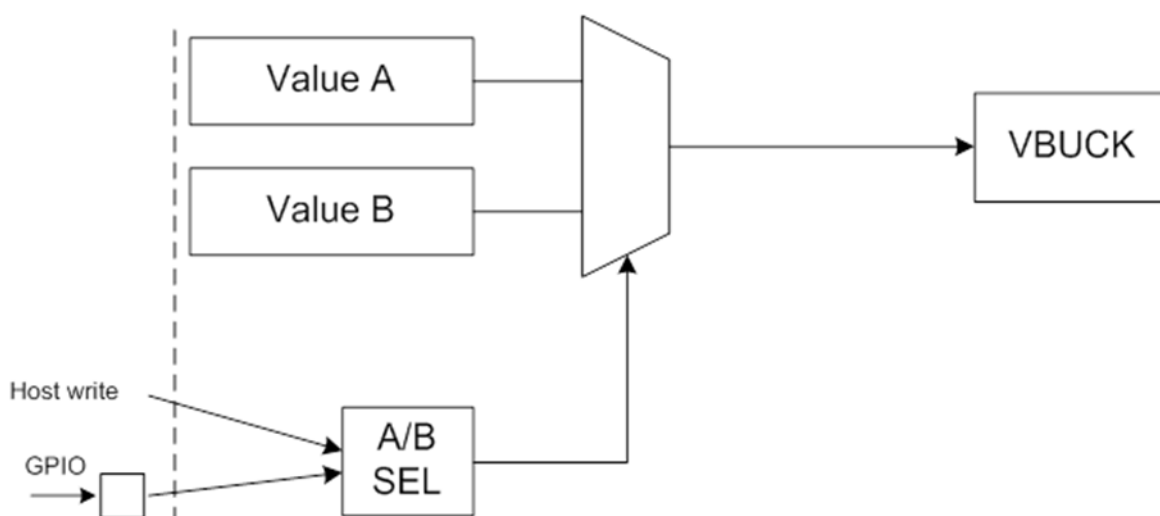 Value A
VBUCK
Value B
Host write
A/B
SEL
GPIO